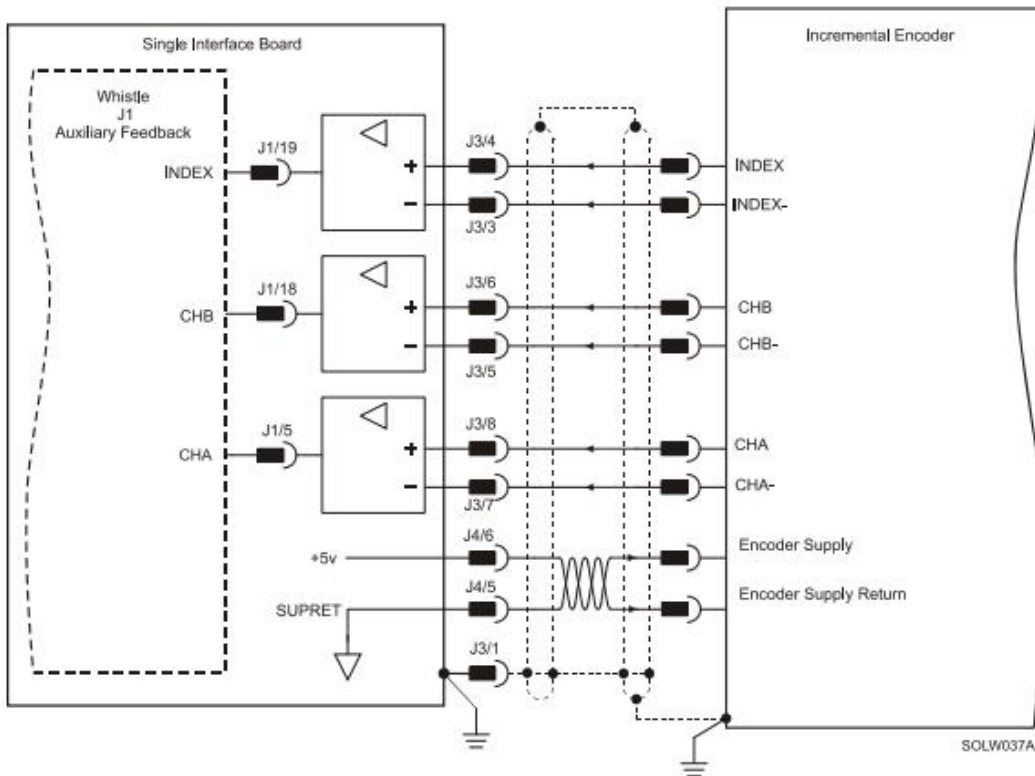 Single Interface Board
Incremental Encoder
Whistle
J1
Auxiliary Feedback
J1/19
J3/4
INDEX
+
INDEX
-
INDEX-
J3/3
J1/18
J3/6
CHB
+
CHB
-
CHB-
J3/5
J1/5
J3/8
CHA
+
CHA
-
CHA-
J3/7
J4/6
+5v
Encoder Supply
J4/5
SUPRET
Encoder Supply Return
J3/1
SOLW037A